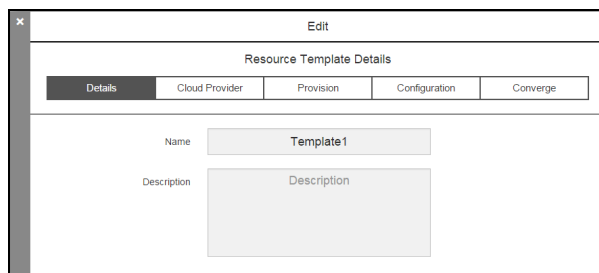 ×
Edit
Resource Template Details
Details Cloud Provider Provision Configuration Converge
Name Template1
Description Description